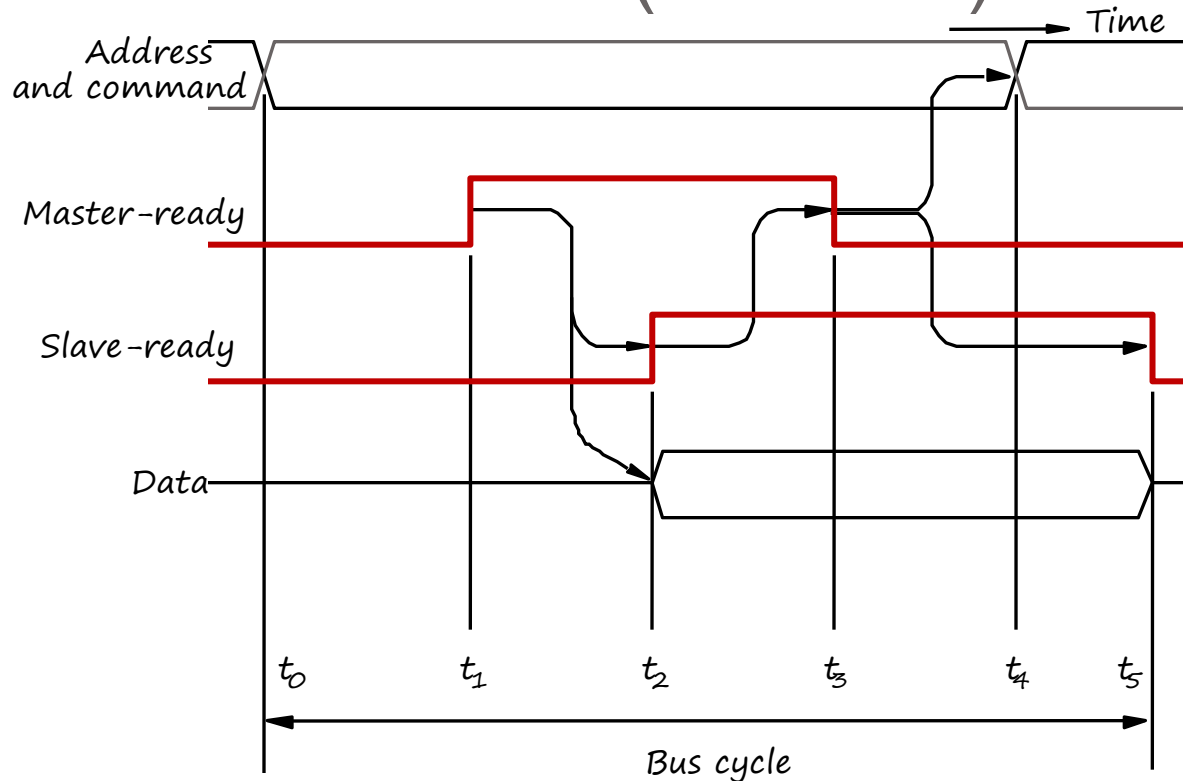 Time
Address
and command
Master-ready
Slave-ready
Data
t0 t1 t2 t3 t4 t5
Bus cycle